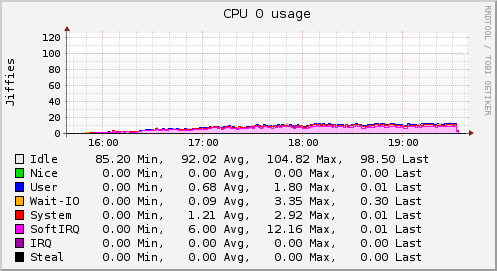 CPU 0 usage
RRDTOOL / TOBI OETIKER
Jiffies
120
100
80
60
40
20
0
16:00 17:00 18:00 19:00
Idle 85.20 Min, 92.02 Avg, 104.82 Max, 98.50 Last
Nice 0.00 Min, 0.00 Avg, 0.00 Max, 0.00 Last
User 0.00 Min, 0.68 Avg, 1.80 Max, 0.01 Last
Wait-IO 0.00 Min, 0.09 Avg, 3.35 Max, 0.30 Last
System 0.00 Min, 1.21 Avg, 2.92 Max, 0.01 Last
SoftIRQ 0.00 Min, 6.00 Avg, 12.16 Max, 0.01 Last
IRQ 0.00 Min, 0.00 Avg, 0.00 Max, 0.00 Last
Steal 0.00 Min, 0.00 Avg, 0.00 Max, 0.00 Last